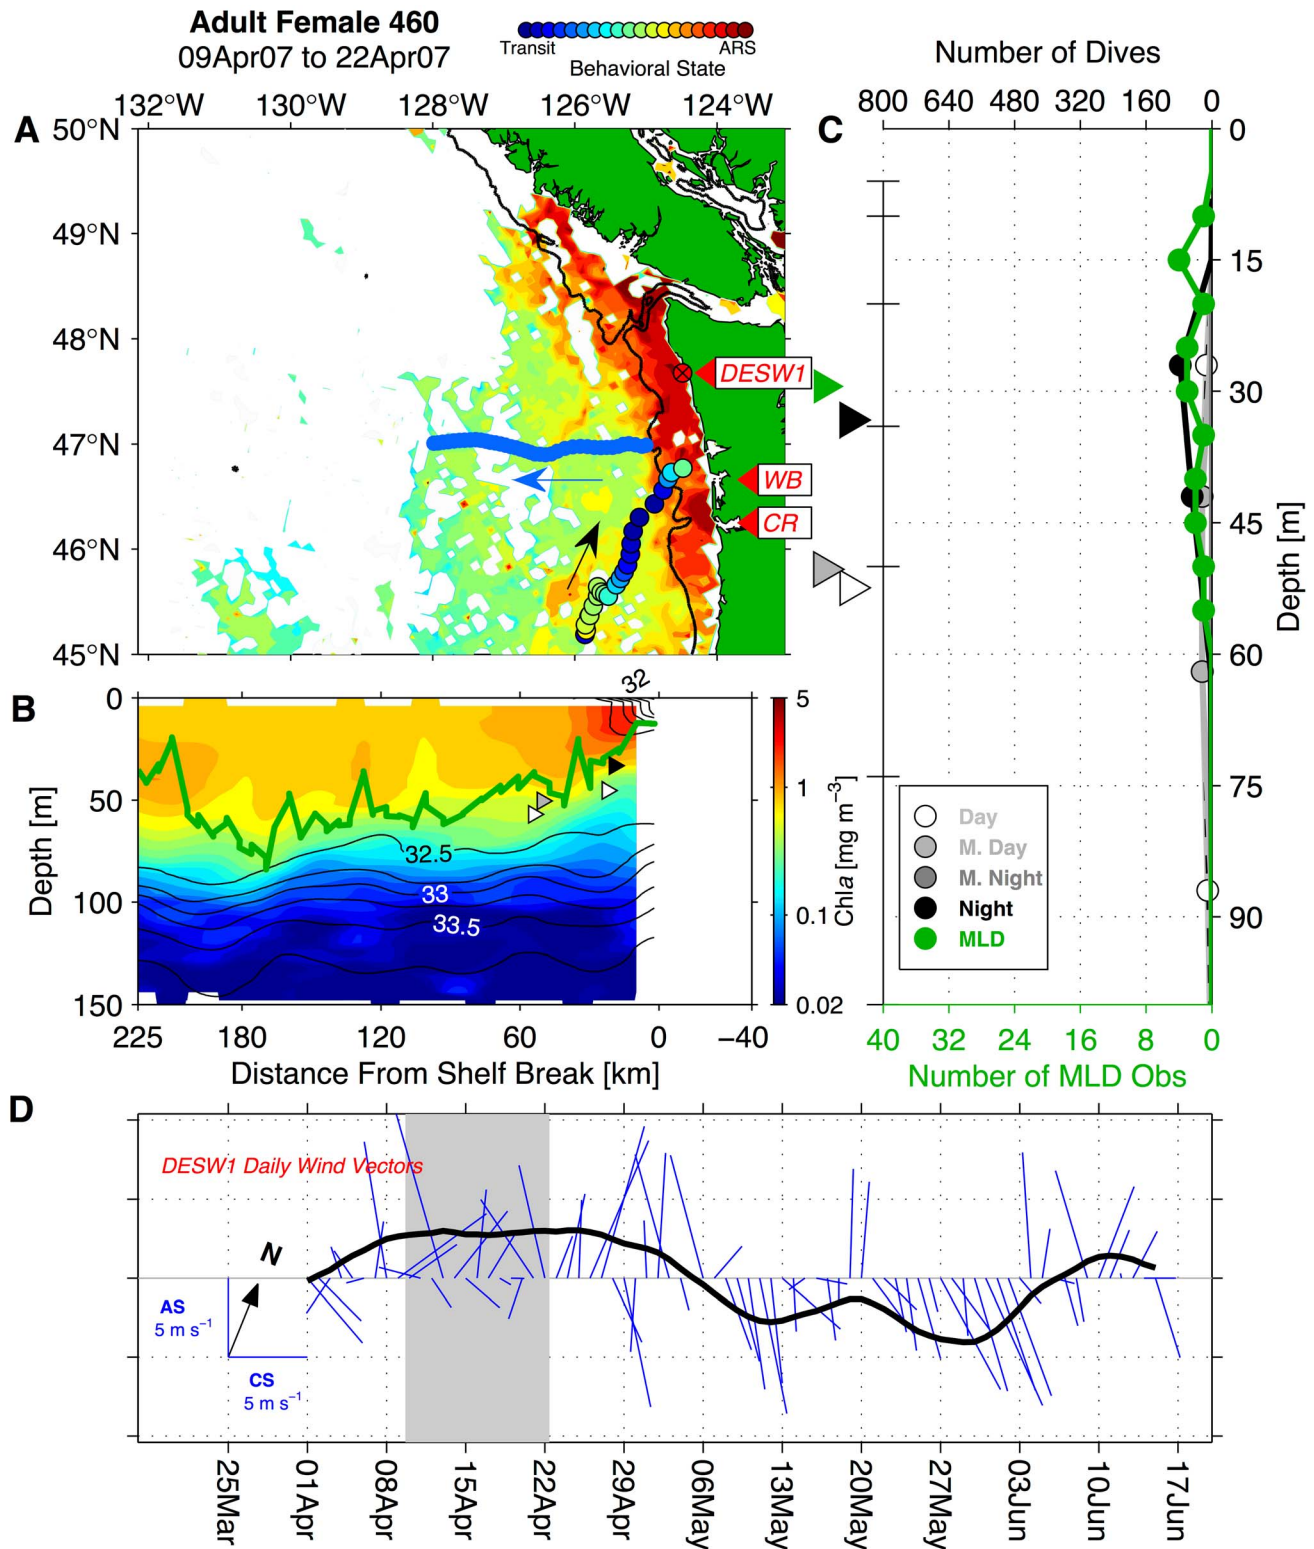 Adult Female 460
09Apr07 to 22Apr07
Transit ARS
Behavioral State
Number of Dives
132°W 130°W 128°W 126°W 124°W
800 640 480 320 160 0
A
C
50°N
49°N
48°N
47°N
46°N
45°N
DESW1
WB
CR
0
15
30
45
60
75
90
Depth [m]
Day
M. Day
M. Night
Night
MLD
40 32 24 16 8 0
Number of MLD Obs
B
0
50
100
150
Depth [m]
32
32.5
33
33.5
5
1
0.1
0.02
Chla [mg m−3]
225 180 120 60 0 −40
Distance From Shelf Break [km]
D
DESW1 Daily Wind Vectors
N
AS
5 m s−1
CS
5 m s−1
25Mar 01Apr 08Apr 15Apr 22Apr 29Apr 06May 13May 20May 27May 03Jun 10Jun 17Jun